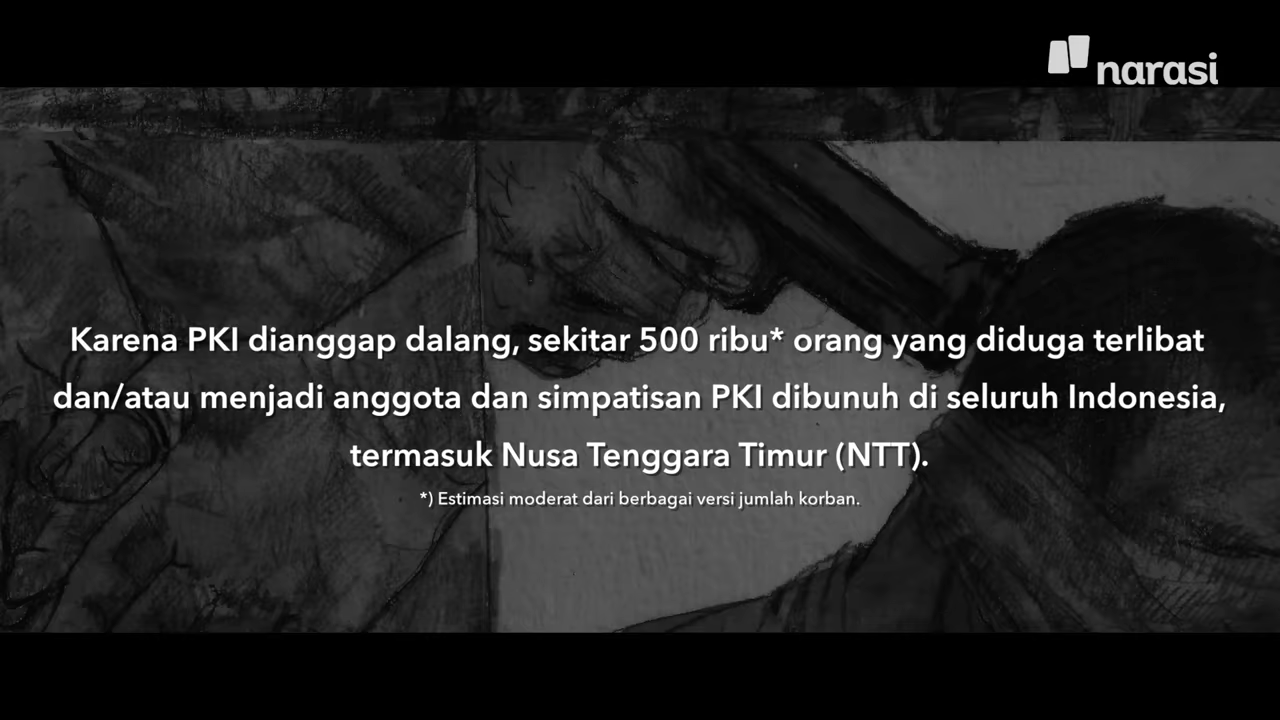 narasi
Karena PKI dianggap dalang, sekitar 500 ribu* orang yang diduga terlibat
dan/atau menjadi anggota dan simpatisan PKI dibunuh di seluruh Indonesia,
termasuk Nusa Tenggara Timur (NTT).
*) Estimasi moderat dari berbagai versi jumlah korban.